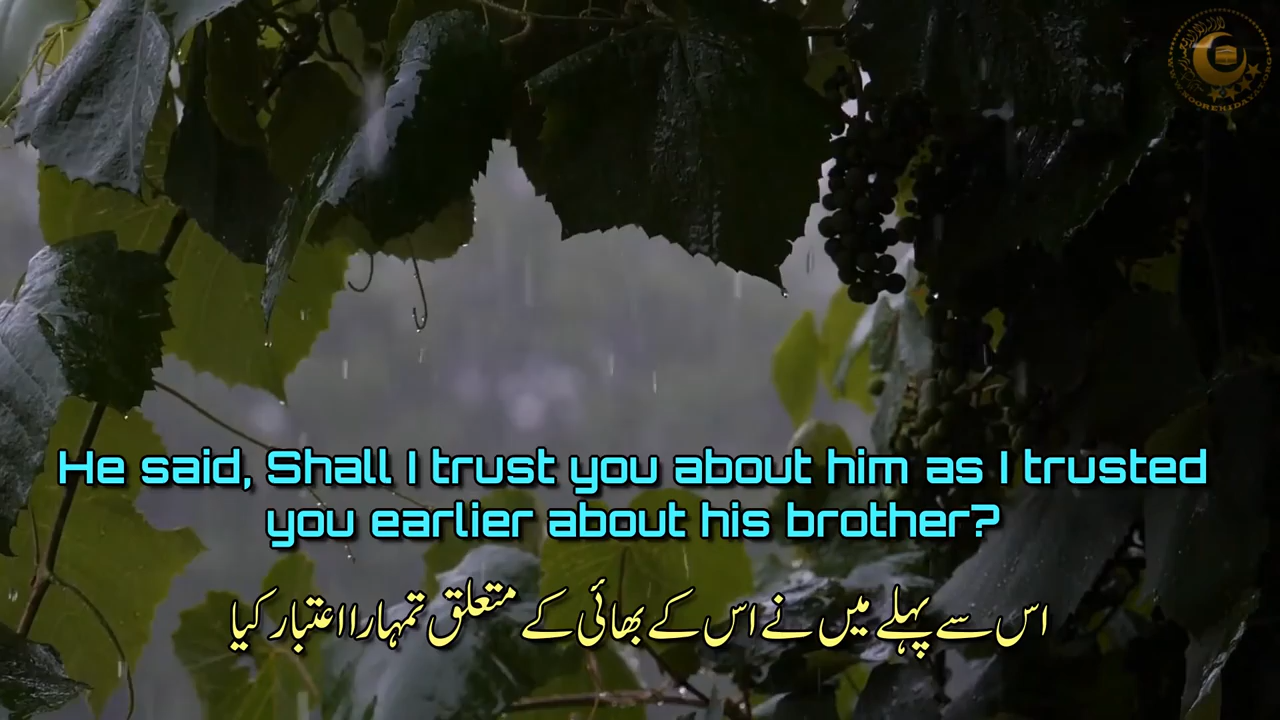 He said, Shall I trust you about him as I trusted
you earlier about his brother?
اس سے پہلے میں نے اس کے بھائی کے متعلق تمہارا اعتبار کیا